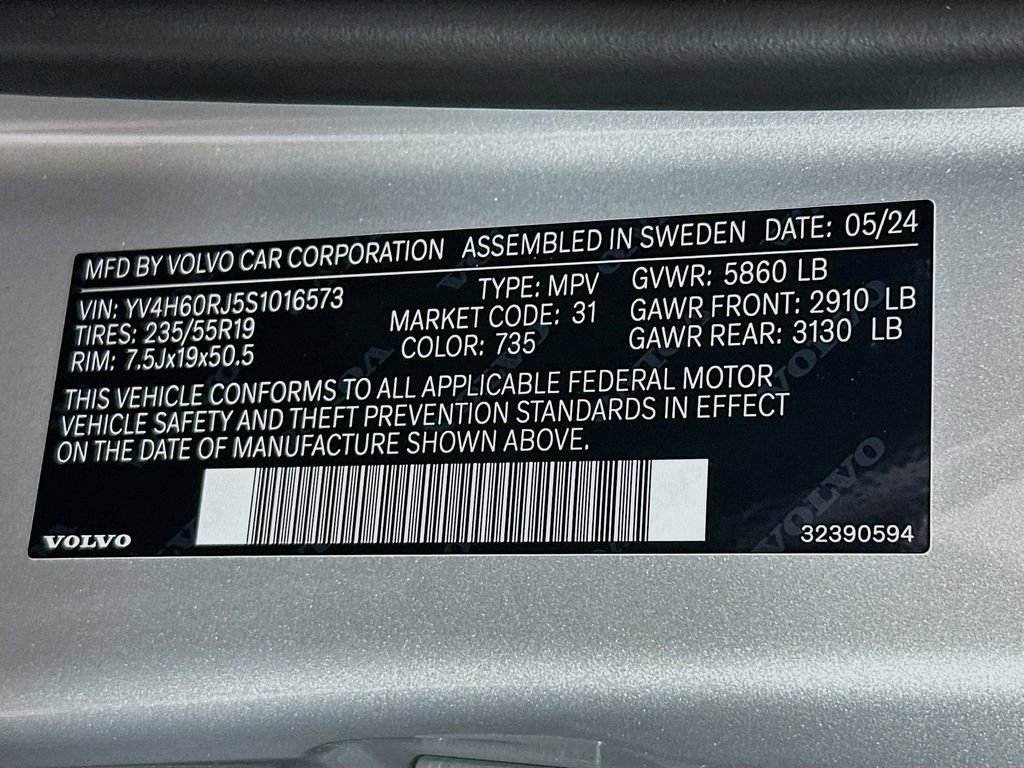 MFD BY VOLVO CAR CORPORATION ASSEMBLED IN SWEDEN DATE: 05/24
VIN: YV4H60RJ5S1016573 TYPE: MPV GVWR: 5860 LB
TIRES: 235/55R19 MARKET CODE: 31 GAWR FRONT: 2910 LB
RIM: 7.5Jx19x50.5 COLOR: 735 GAWR REAR: 3130 LB
THIS VEHICLE CONFORMS TO ALL APPLICABLE FEDERAL MOTOR
VEHICLE SAFETY AND THEFT PREVENTION STANDARDS IN EFFECT
ON THE DATE OF MANUFACTURE SHOWN ABOVE.
VOLVO 32390594